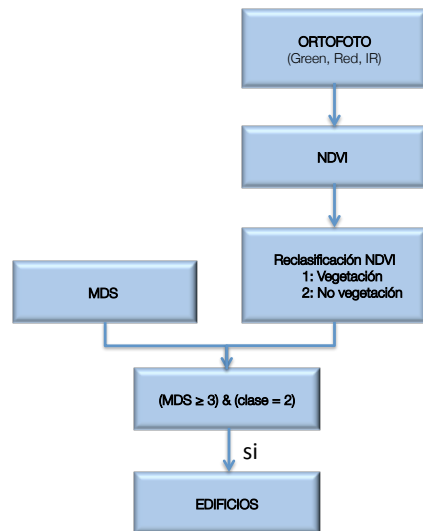 ORTOFOTO
(Green, Red, IR)
NDVI
Reclasificación NDVI
1: Vegetación
2: No vegetación
MDS
(MDS ≥ 3) & (clase = 2)
si
EDIFICIOS